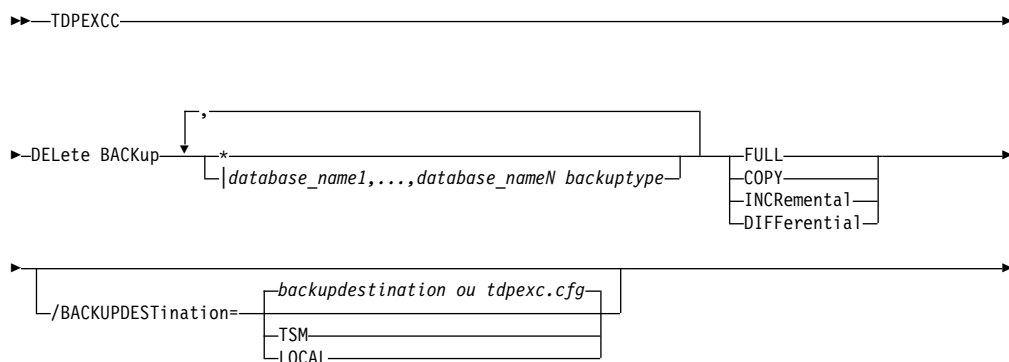 TDPEXCC
,
DELete BACKup
*
|database_name1,...,database_nameN backuptype
FULL
COPY
INCRemental
DIFFerential
/BACKUPDESTination=
backupdestination ou tdpexc.cfg
TSM
LOCAL